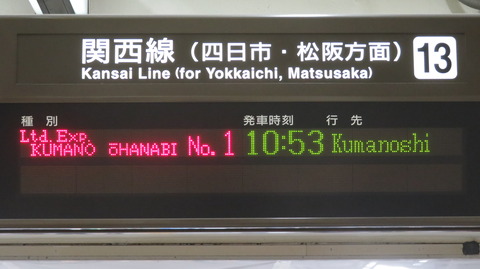 関西線（四日市・松阪方面） 13
Kansai Line (for Yokkaichi, Matsusaka)
種別 発車時刻 行先
Ltd.Exp.
KUMANO ōHANABI No.1 10:53 Kumanoshi